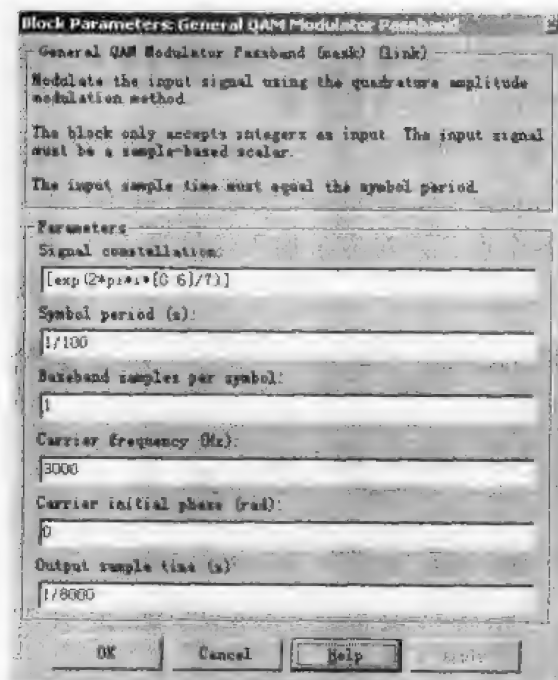 Block Parameters: General QAM Modulator Passband
General QAM Modulator Passband (mask) (link)
Modulate the input signal using the quadrature amplitude
modulation method.
The block only accepts integers as input. The input signal
must be a sample-based scalar.
The input sample time must equal the symbol period.
Parameters
Signal constellation:
[exp(2*pi*i*[0:6]/7)]
Symbol period (s):
1/100
Baseband samples per symbol:
1
Carrier frequency (Hz):
3000
Carrier initial phase (rad):
0
Output sample time (s)
1/8000
OK Cancel Help Apply